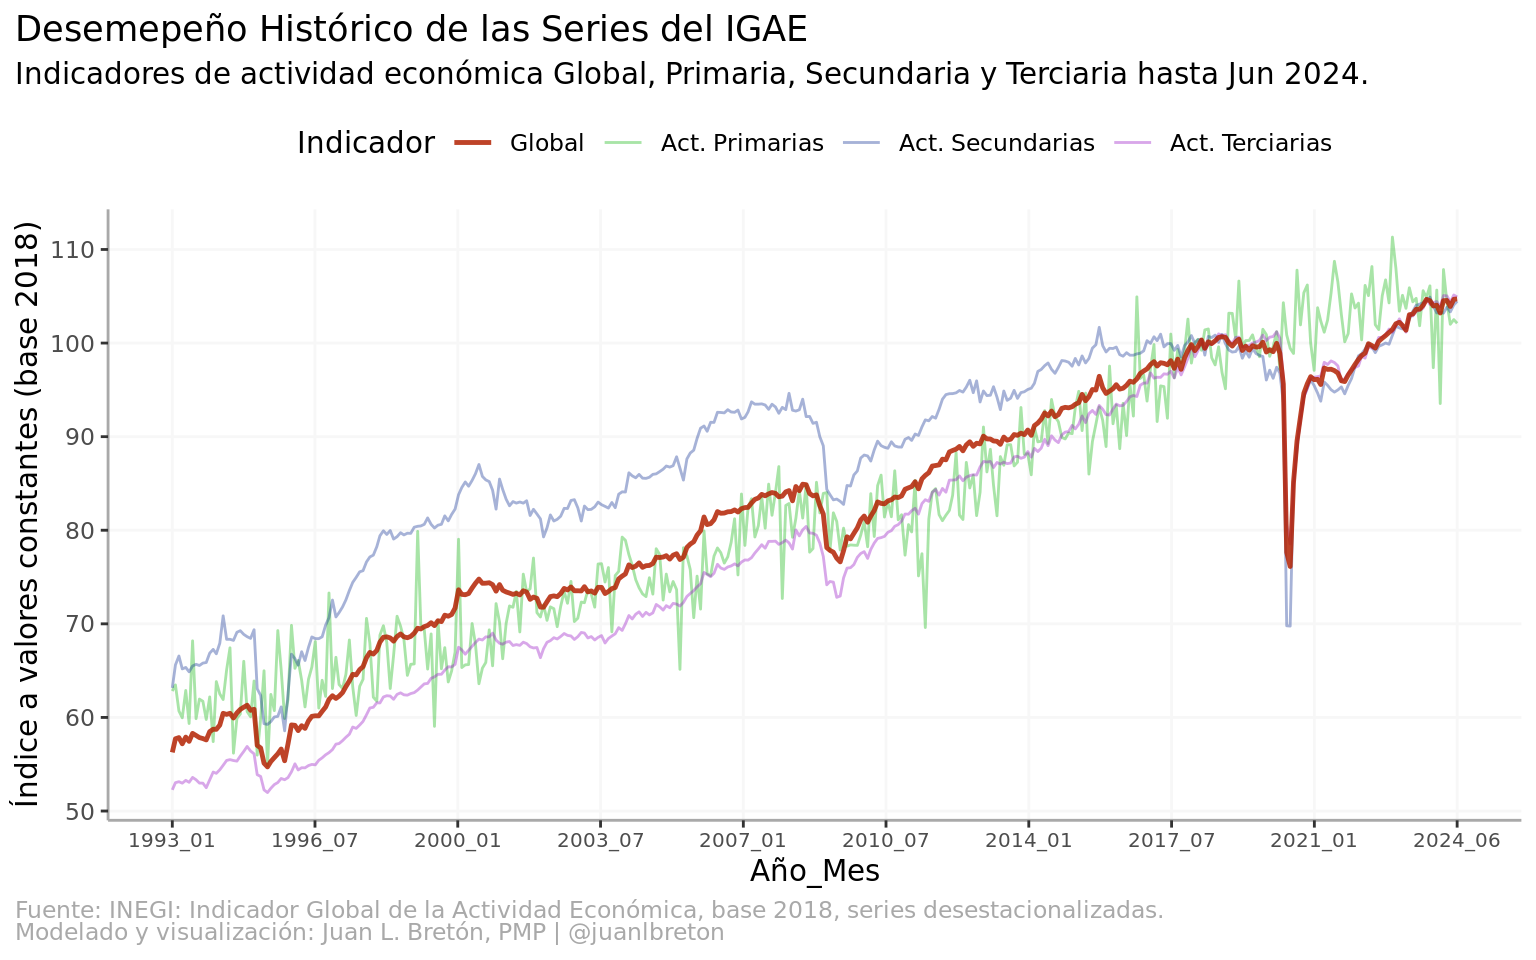 Desemepeño Histórico de las Series del IGAE
Indicadores de actividad económica Global, Primaria, Secundaria y Terciaria hasta Jun 2024.
Indicador Global Act. Primarias Act. Secundarias Act. Terciarias
Índice a valores constantes (base 2018)
110
100
90
80
70
60
50
1993_01 1996_07 2000_01 2003_07 2007_01 2010_07 2014_01 2017_07 2021_01 2024_06
Año_Mes
Fuente: INEGI: Indicador Global de la Actividad Económica, base 2018, series desestacionalizadas.
Modelado y visualización: Juan L. Bretón, PMP | @juanlbreton